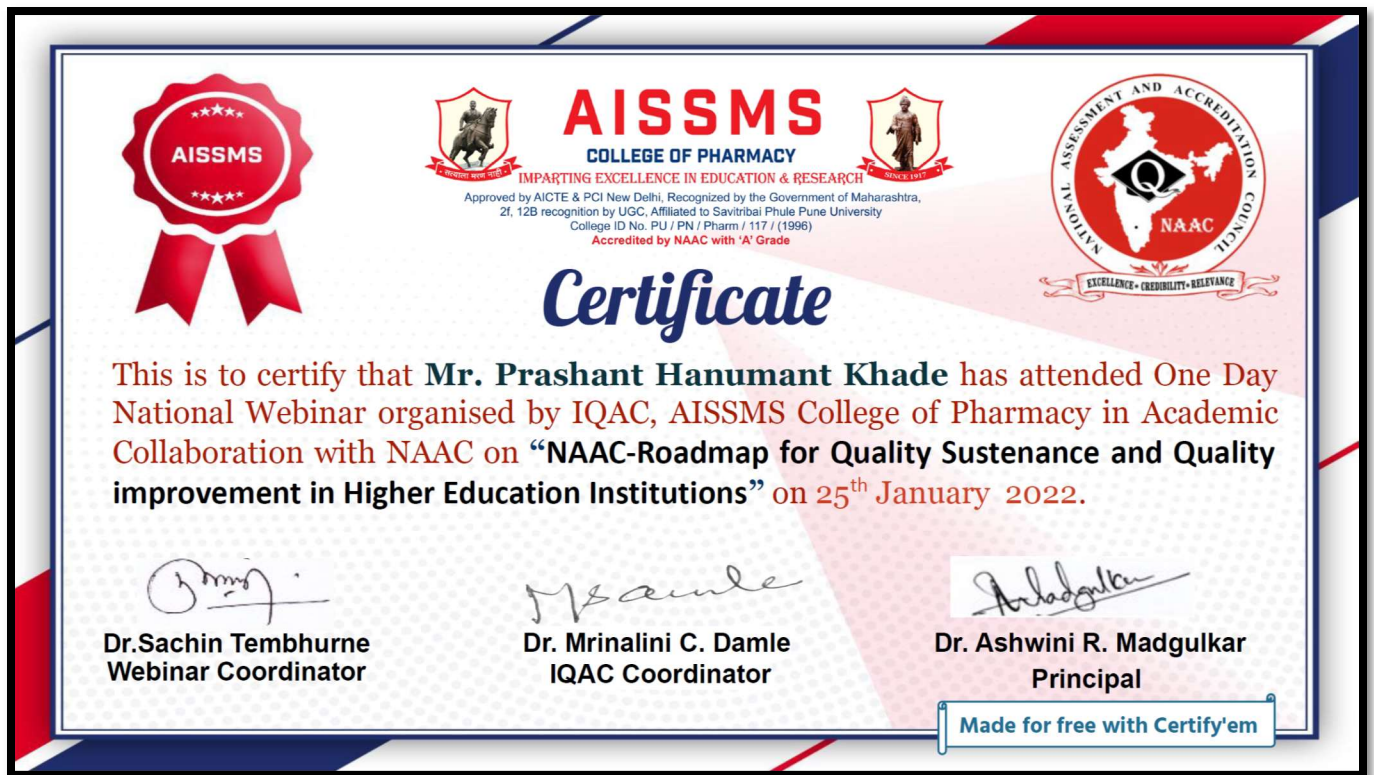 AISSMS
AISSMS
COLLEGE OF PHARMACY
IMPARTING EXCELLENCE IN EDUCATION & RESEARCH
सत्याला मरण नाही.
SINCE 1917
Approved by AICTE & PCI New Delhi, Recognized by the Government of Maharashtra,
2f, 12B recognition by UGC, Affiliated to Savitribai Phule Pune University
College ID No. PU / PN / Pharm / 117 / (1996)
Accredited by NAAC with ‘A’ Grade
NATIONAL ASSESSMENT AND ACCREDITATION COUNCIL
Q
NAAC
EXCELLENCE • CREDIBILITY • RELEVANCE
Certificate
This is to certify that Mr. Prashant Hanumant Khade has attended One Day
National Webinar organised by IQAC, AISSMS College of Pharmacy in Academic
Collaboration with NAAC on “NAAC-Roadmap for Quality Sustenance and Quality
improvement in Higher Education Institutions” on 25th January 2022.
Dr.Sachin Tembhurne
Webinar Coordinator
Dr. Mrinalini C. Damle
IQAC Coordinator
Dr. Ashwini R. Madgulkar
Principal
Made for free with Certify'em